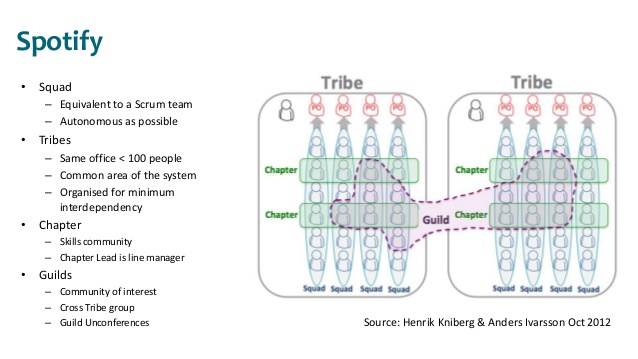 Spotify
• Squad
– Equivalent to a Scrum team
– Autonomous as possible
• Tribes
– Same office < 100 people
– Common area of the system
– Organised for minimum
interdependency
• Chapter
– Skills community
– Chapter Lead is line manager
• Guilds
– Community of interest
– Cross Tribe group
– Guild Unconferences
Tribe
PO PO PO PO
Chapter
Chapter
Squad Squad Squad Squad
Guild
Tribe
PO PO PO PO
Chapter
Chapter
Squad Squad Squad Squad
Source: Henrik Kniberg & Anders Ivarsson Oct 2012